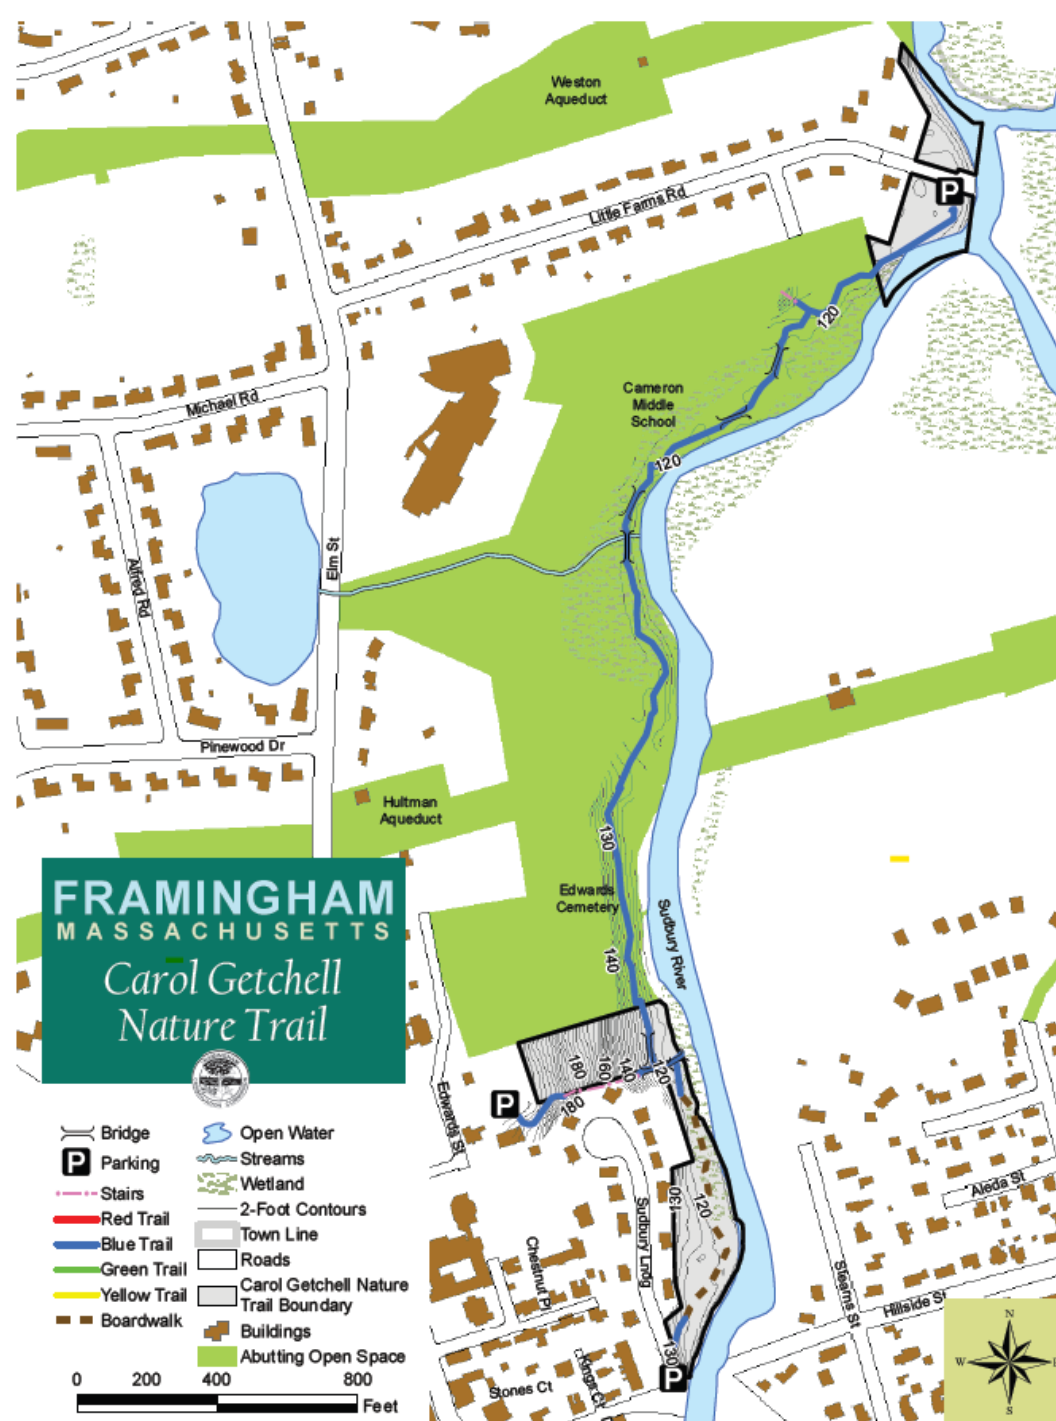 Weston
Aqueduct
P
Little Farms Rd
120
Cameron
Middle
School
Michael Rd
120
Elm St
Alfred Rd
Pinewood Dr
Hultman
Aqueduct
130
Edwards
Cemetery
Sudbury River
140
FRAMINGHAM
MASSACHUSETTS
Carol Getchell
Nature Trail
180
160
140
120
P
180
Edwards St
Bridge
P Parking
Stairs
Red Trail
Blue Trail
Green Trail
Yellow Trail
Boardwalk
Open Water
Streams
Wetland
2-Foot Contours
Town Line
Roads
Carol Getchell Nature
Trail Boundary
Buildings
Abutting Open Space
0 200 400 800
Feet
130
120
Sudbury Lndg
Chestnut Pl
Aleda St
Stearns St
Hillside St
130
P
Stones Ct
Kings Ct
N
W
E
S